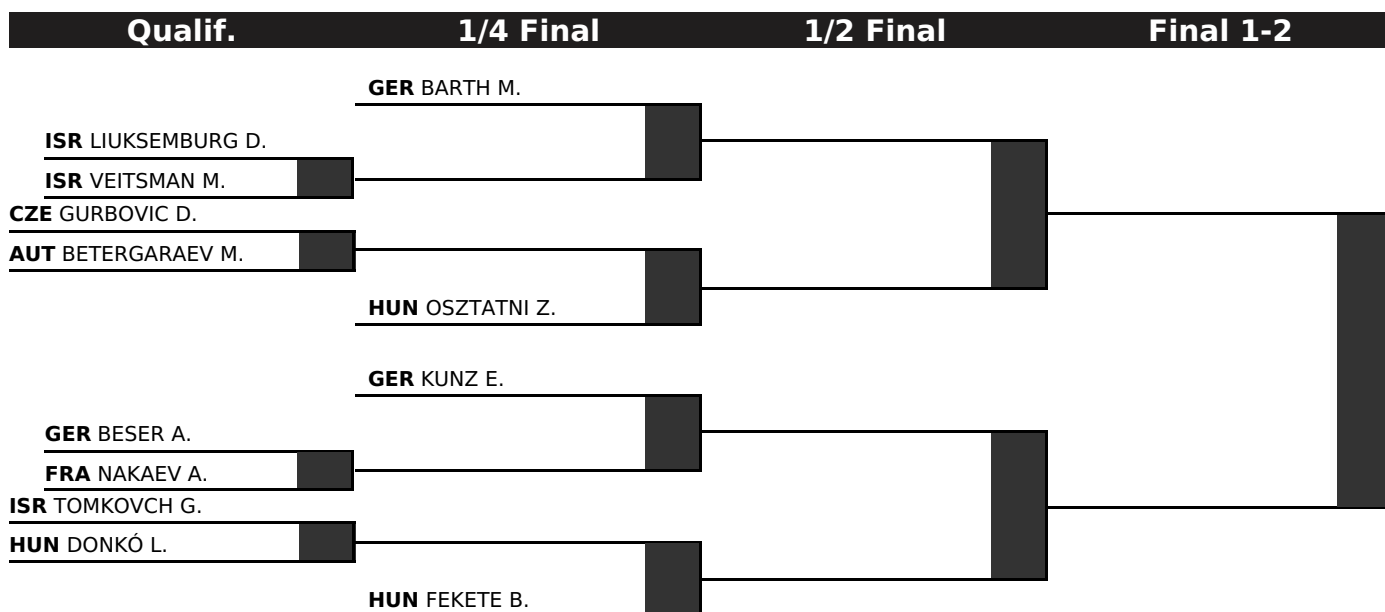 Qualif. 1/4 Final 1/2 Final Final 1-2
GER BARTH M.
ISR LIUKSEMBURG D.
ISR VEITSMAN M.
CZE GURBOVIC D.
AUT BETERGARAEV M.
HUN OSZTATNI Z.
GER KUNZ E.
GER BESER A.
FRA NAKAEV A.
ISR TOMKOVCH G.
HUN DONKÓ L.
HUN FEKETE B.